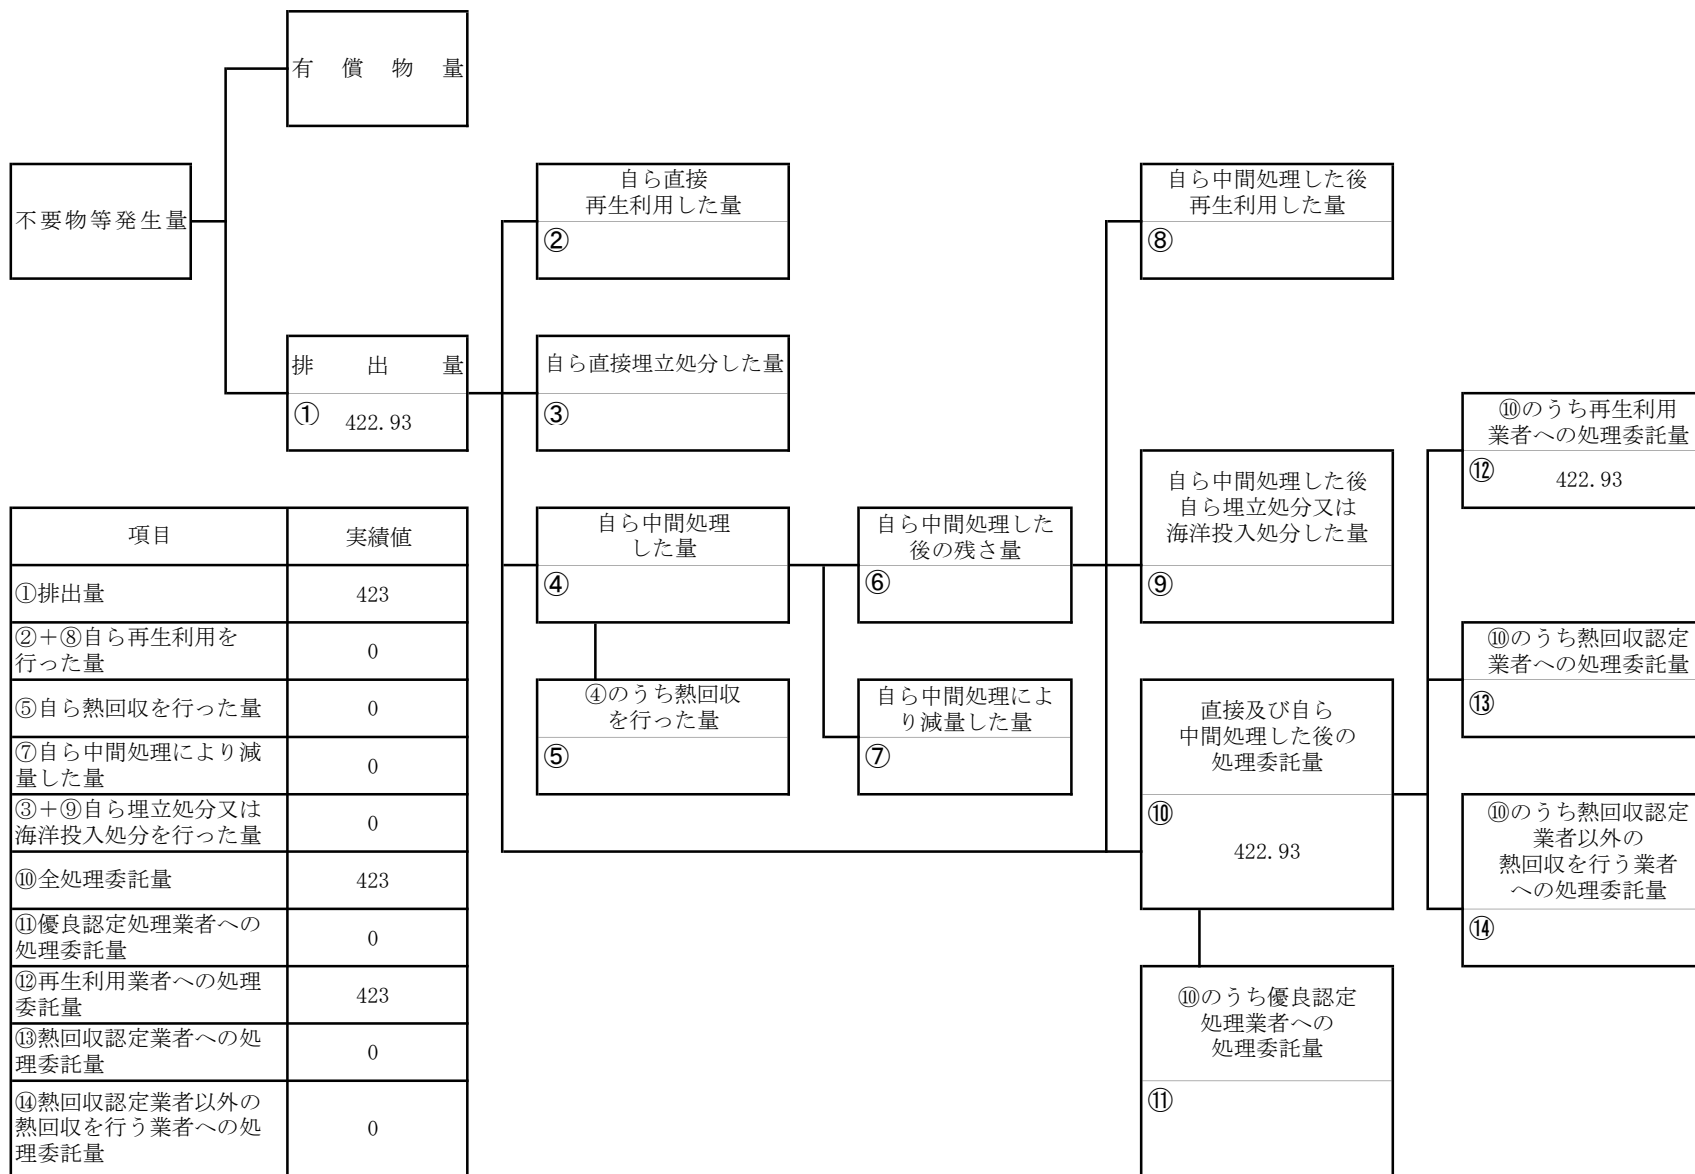 有償物量
不要物等発生量
排出量
① 422.93
自ら直接
再生利用した量
②
自ら直接埋立処分した量
③
自ら中間処理
した量
④
④のうち熱回収
を行った量
⑤
自ら中間処理した
後の残さ量
⑥
自ら中間処理によ
り減量した量
⑦
自ら中間処理した後
再生利用した量
⑧
自ら中間処理した後
自ら埋立処分又は
海洋投入処分した量
⑨
直接及び自ら
中間処理した後の
処理委託量
⑩
422.93
⑩のうち優良認定
処理業者への
処理委託量
⑪
⑩のうち再生利用
業者への処理委託量
⑫ 422.93
⑩のうち熱回収認定
業者への処理委託量
⑬
⑩のうち熱回収認定
業者以外の
熱回収を行う業者
への処理委託量
⑭
項目 実績値
①排出量 423
②+⑧自ら再生利用を
行った量 0
⑤自ら熱回収を行った量 0
⑦自ら中間処理により減
量した量 0
③+⑨自ら埋立処分又は
海洋投入処分を行った量 0
⑩全処理委託量 423
⑪優良認定処理業者への
処理委託量 0
⑫再生利用業者への処理
委託量 423
⑬熱回収認定業者への処
理委託量 0
⑭熱回収認定業者以外の
熱回収を行う業者への処
理委託量 0